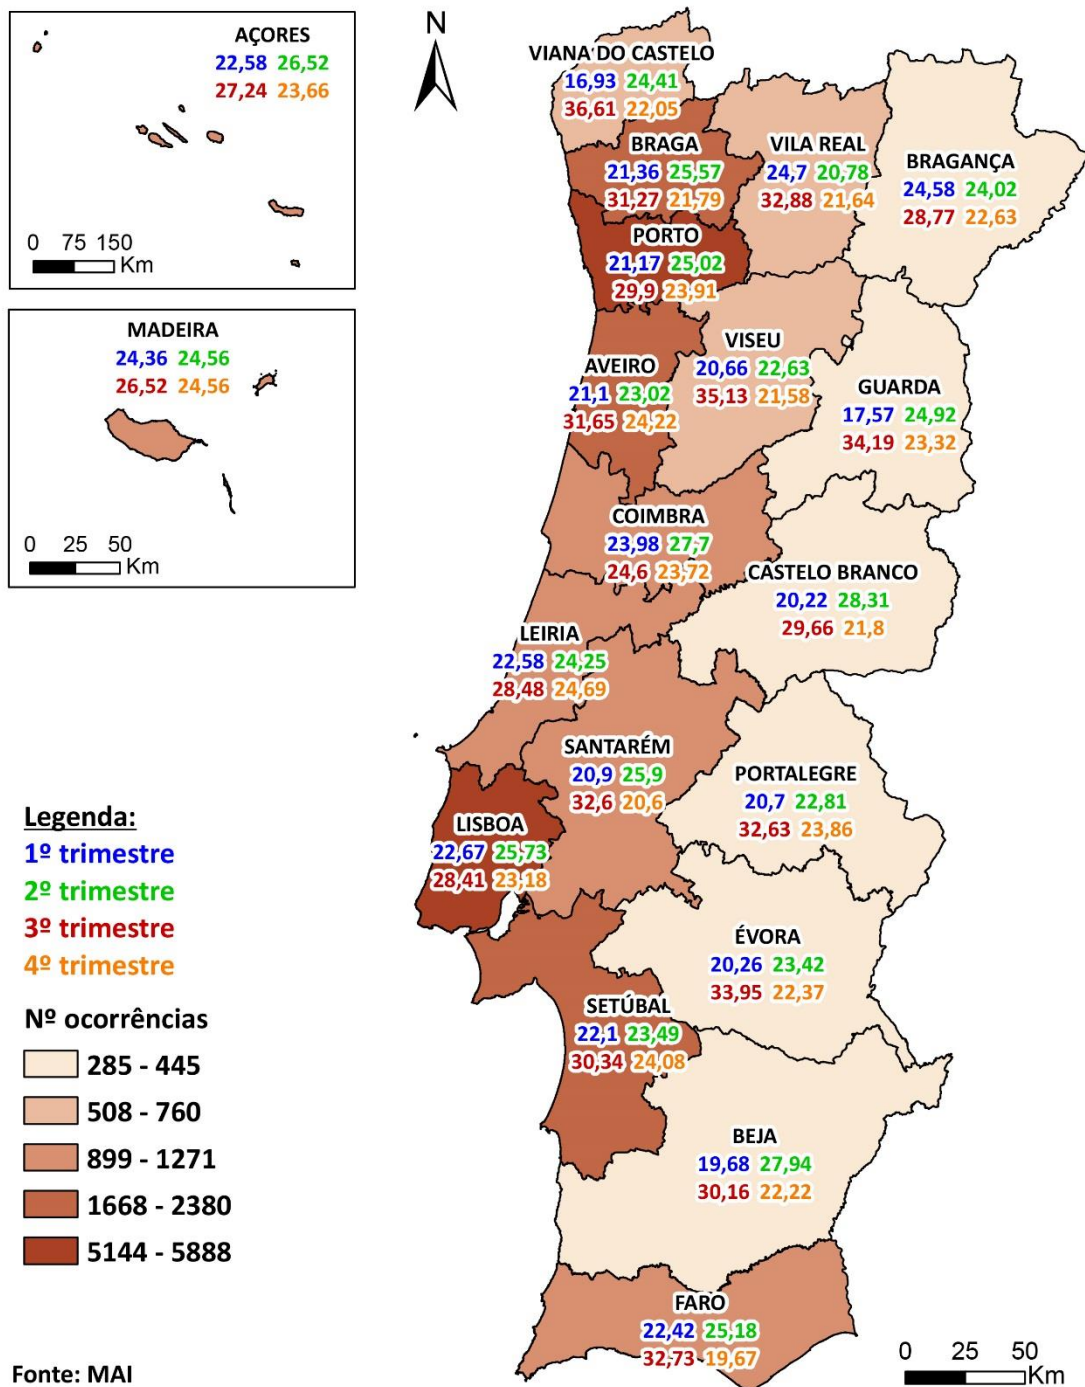 AÇORES
22,58 26,52
27,24 23,66
0 75 150
Km
MADEIRA
24,36 24,56
26,52 24,56
0 25 50
Km
N
VIANA DO CASTELO
16,93 24,41
36,61 22,05
BRAGA
21,36 25,57
31,27 21,79
VILA REAL
24,7 20,78
32,88 21,64
BRAGANÇA
24,58 24,02
28,77 22,63
PORTO
21,17 25,02
29,9 23,91
AVEIRO
21,1 23,02
31,65 24,22
VISEU
20,66 22,63
35,13 21,58
GUARDA
17,57 24,92
34,19 23,32
COIMBRA
23,98 27,7
24,6 23,72
CASTELO BRANCO
20,22 28,31
29,66 21,8
LEIRIA
22,58 24,25
28,48 24,69
SANTARÉM
20,9 25,9
32,6 20,6
PORTALEGRE
20,7 22,81
32,63 23,86
LISBOA
22,67 25,73
28,41 23,18
ÉVORA
20,26 23,42
33,95 22,37
SETÚBAL
22,1 23,49
30,34 24,08
BEJA
19,68 27,94
30,16 22,22
FARO
22,42 25,18
32,73 19,67
Legenda:
1º trimestre
2º trimestre
3º trimestre
4º trimestre
Nº ocorrências
285 - 445
508 - 760
899 - 1271
1668 - 2380
5144 - 5888
Fonte: MAI
0 25 50
Km